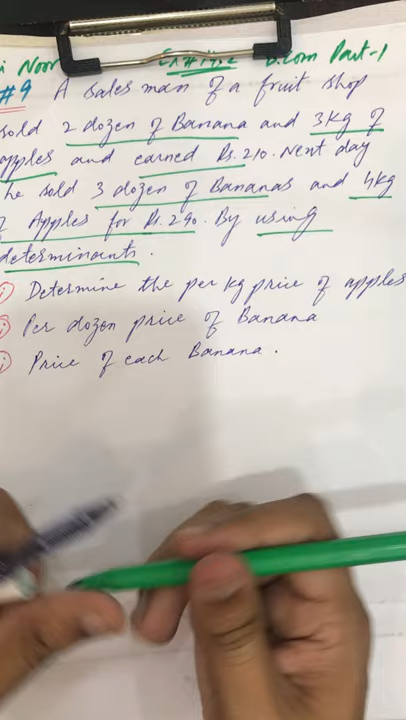 Noor B.Com Part-1
#9 A Sales man of a fruit shop
sold 2 dozen of Banana and 3kg of
apples and earned Rs.210. Next day
he sold 3 dozen of Bananas and 4kg
Apples for Rs.290. By using
determinants.
Determine the per kg price of apples
Per dozen price of Banana
Price of each Banana.